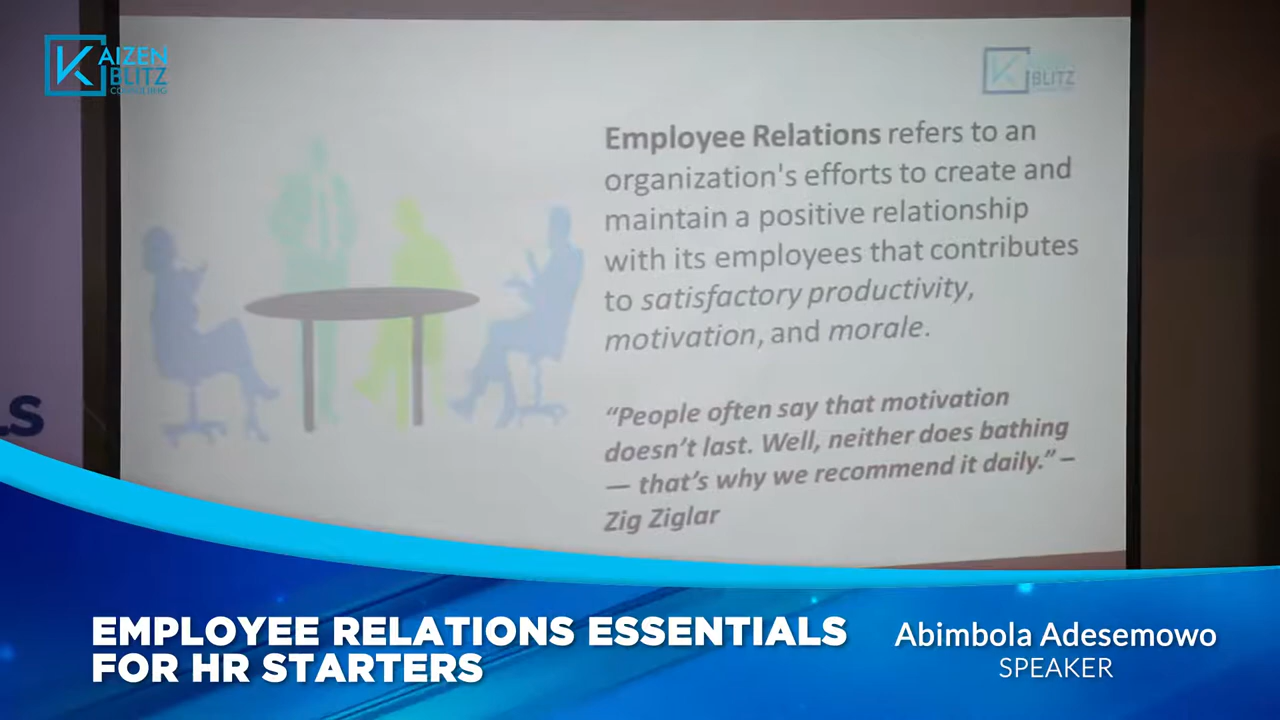 KAIZEN
BLITZ
CONSULTING
BLITZ
Employee Relations refers to an
organization's efforts to create and
maintain a positive relationship
with its employees that contributes
to satisfactory productivity,
motivation, and morale.
“People often say that motivation
doesn’t last. Well, neither does bathing
— that’s why we recommend it daily.” –
Zig Ziglar
LS
EMPLOYEE RELATIONS ESSENTIALS
FOR HR STARTERS
Abimbola Adesemowo
SPEAKER